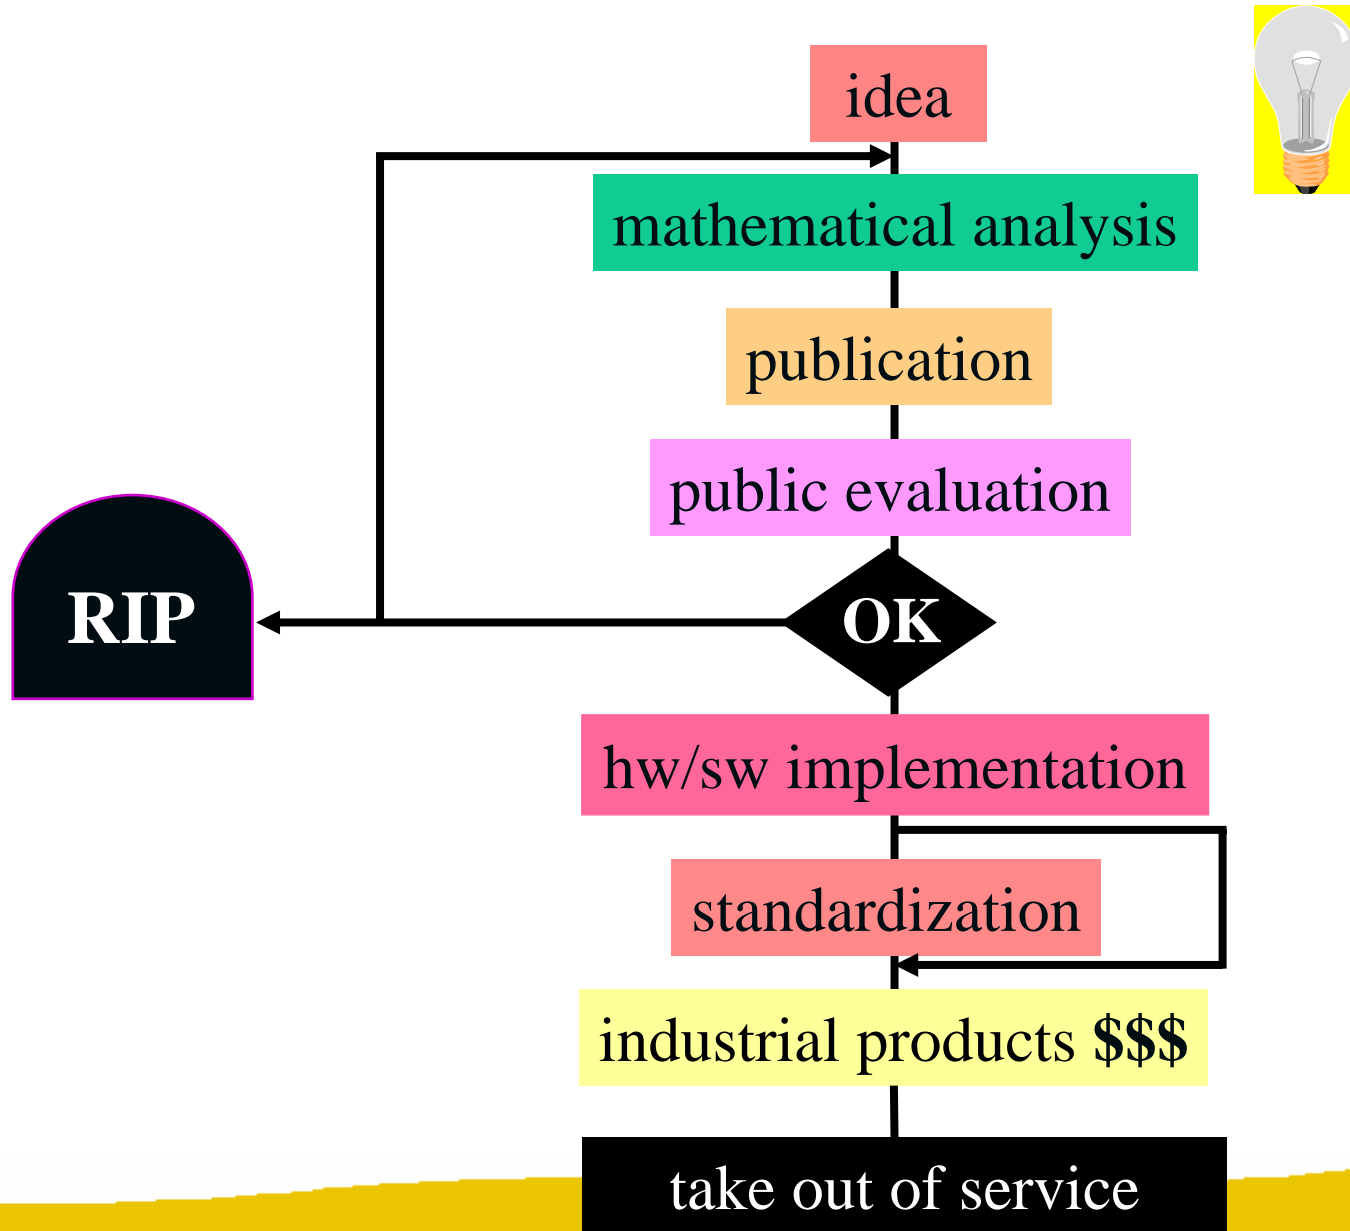 idea
mathematical analysis
publication
public evaluation
RIP
OK
hw/sw implementation
standardization
industrial products $$$
take out of service